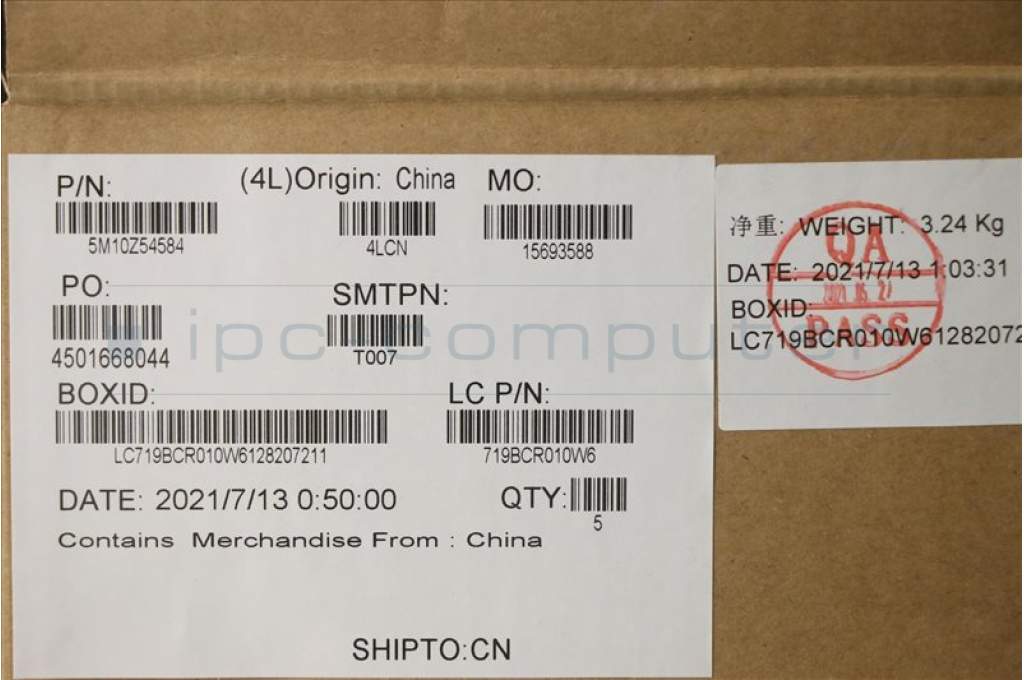 P/N:
(4L)Origin: China
MO:
5M10Z54584
4LCN
15693588
PO:
SMTPN:
4501668044
T007
BOXID:
LC P/N:
LC719BCR010W6128207211
719BCR010W6
DATE: 2021/7/13 0:50:00
QTY:
5
Contains Merchandise From : China
SHIPTO:CN
净重: WEIGHT: 3.24 Kg
DATE: 2021/7/13 1:03:31
BOXID:
LC719BCR010W61282072
QA
PASS
ipc-computer